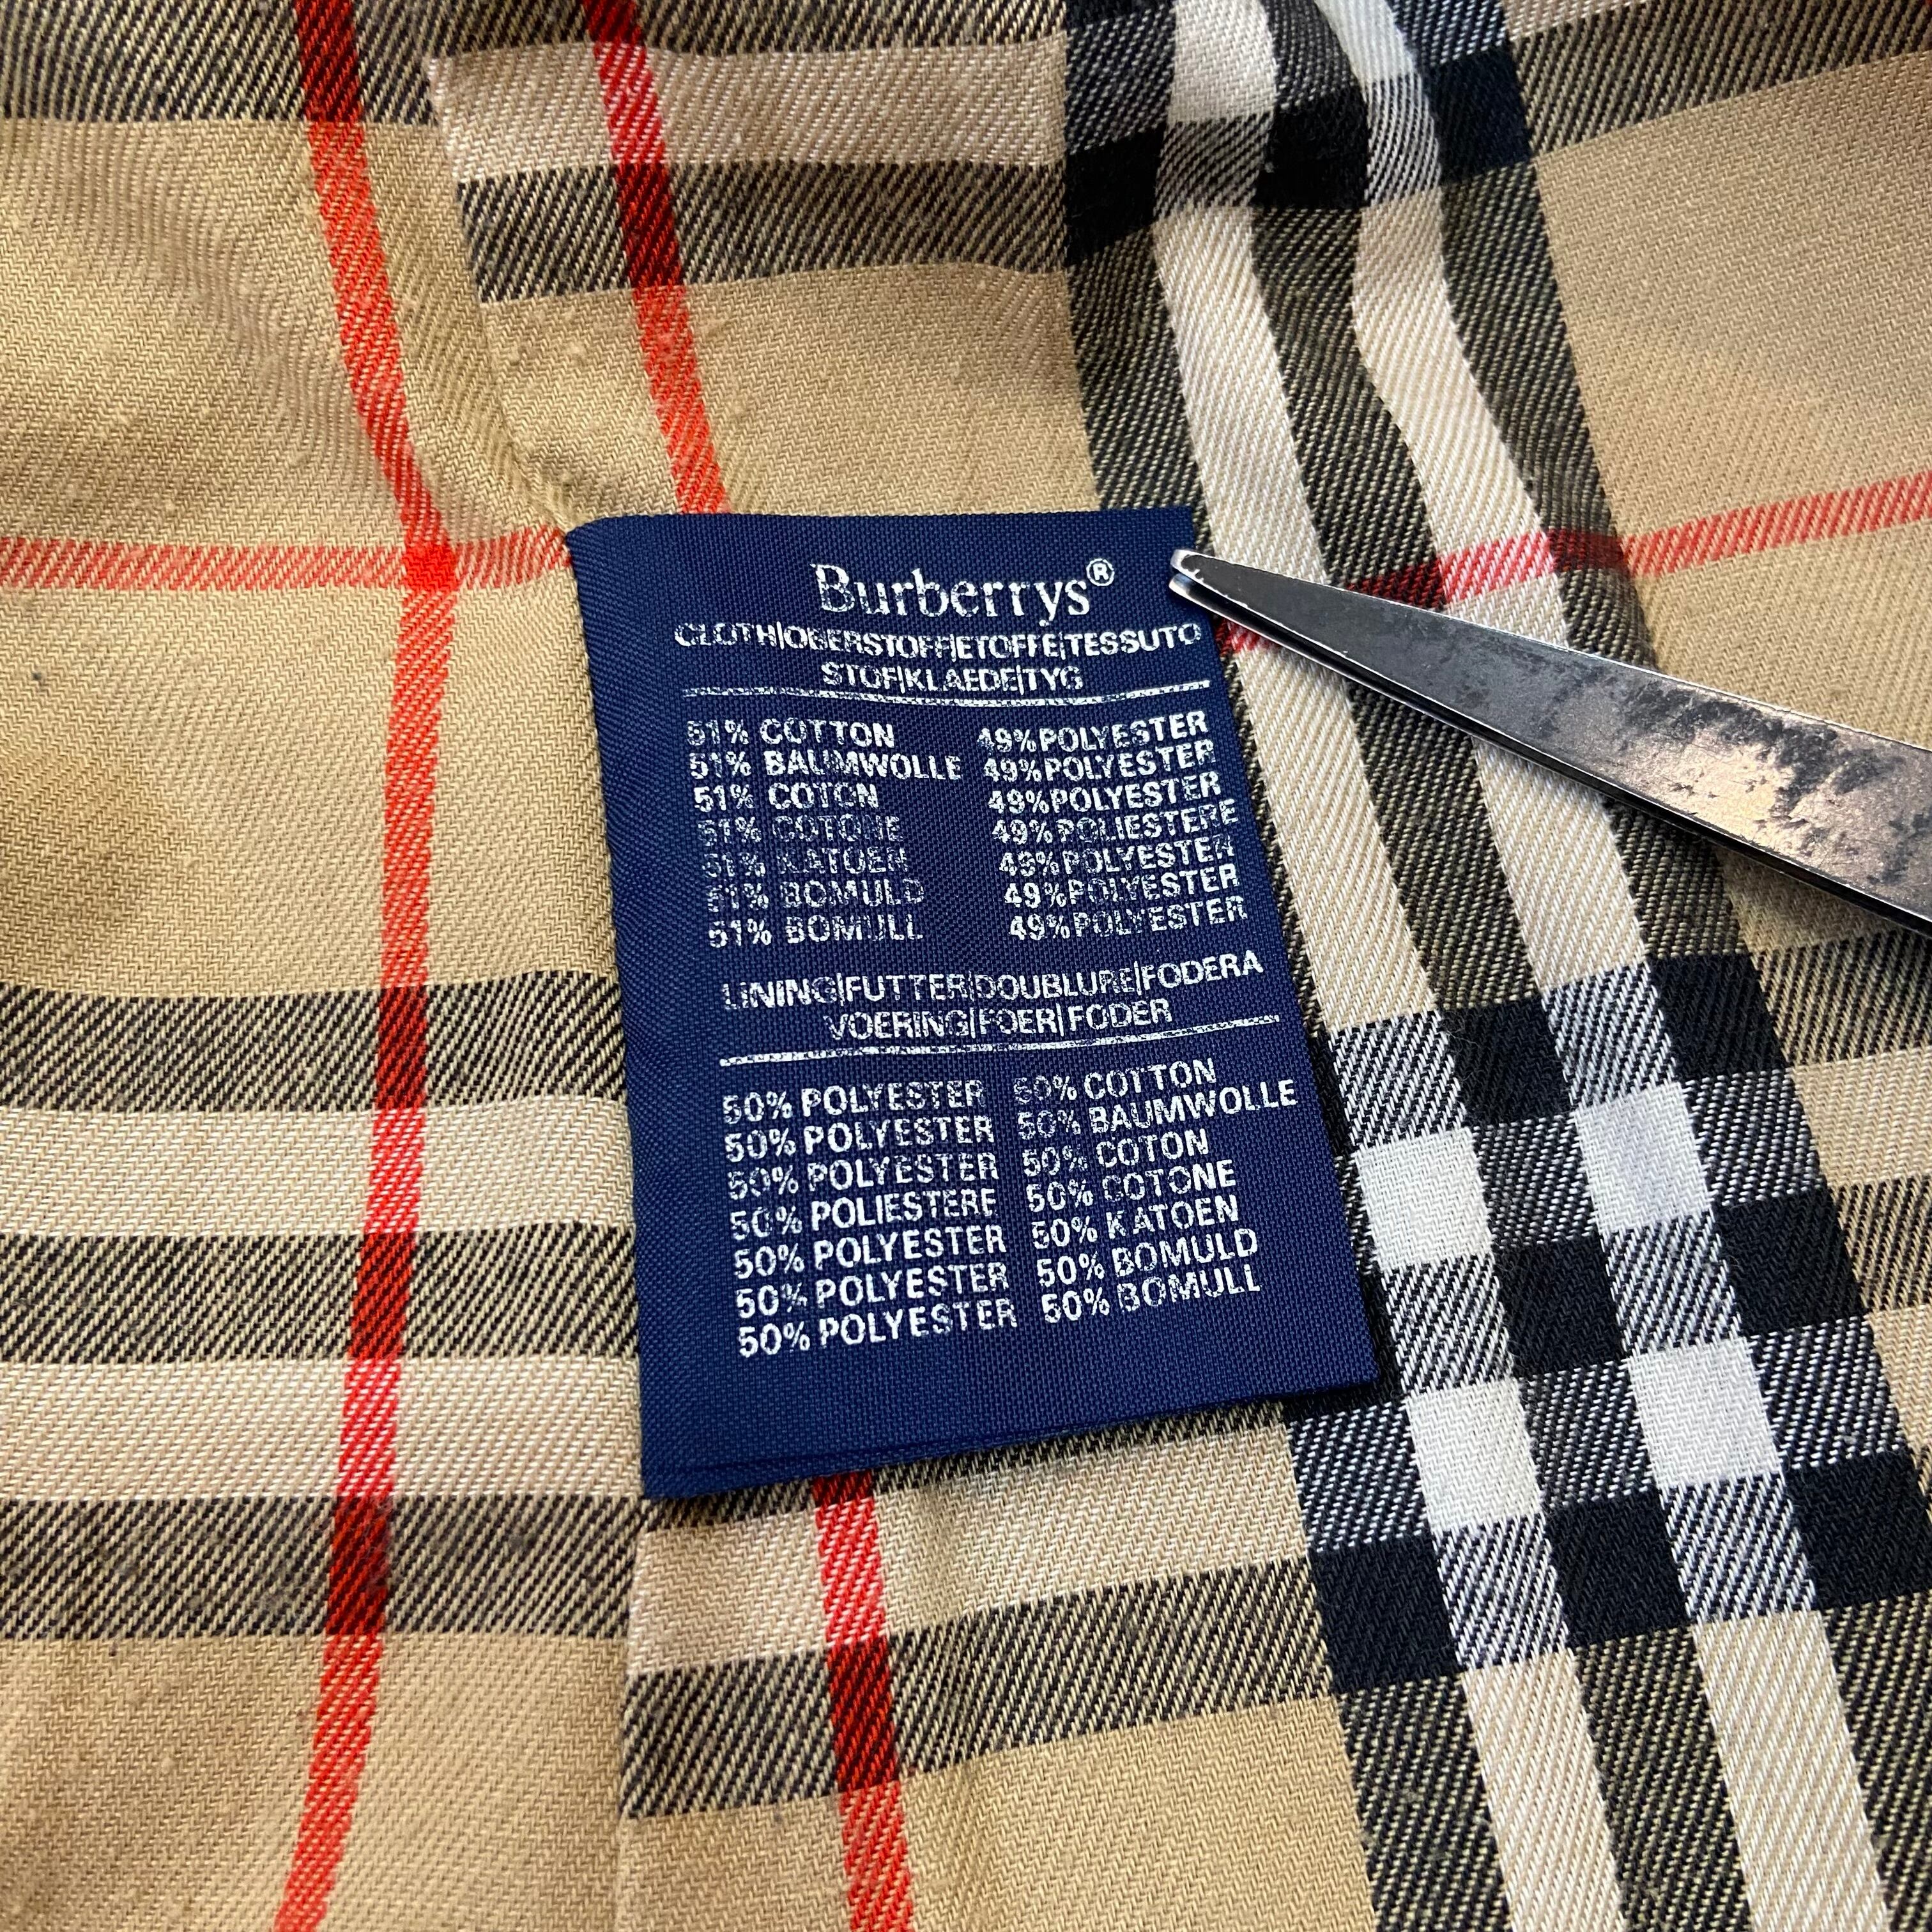 Burberrys®
CLOTH|OBERSTOFF|ETOFFE|TESSUTO
STOF|KLAEDE|TYG
51% COTTON 49% POLYESTER
51% BAUMWOLLE 49% POLYESTER
51% COTON 49% POLYESTER
51% COTONE 49% POLIESTERE
51% KATOEN 49% POLYESTER
51% BOMULD 49% POLYESTER
51% BOMULL 49% POLYESTER
LINING|FUTTER|DOUBLURE|FODERA
VOERING|FOER|FODER
50% POLYESTER 50% COTTON
50% POLYESTER 50% BAUMWOLLE
50% POLYESTER 50% COTON
50% POLIESTERE 50% COTONE
50% POLYESTER 50% KATOEN
50% POLYESTER 50% BOMULD
50% POLYESTER 50% BOMULL